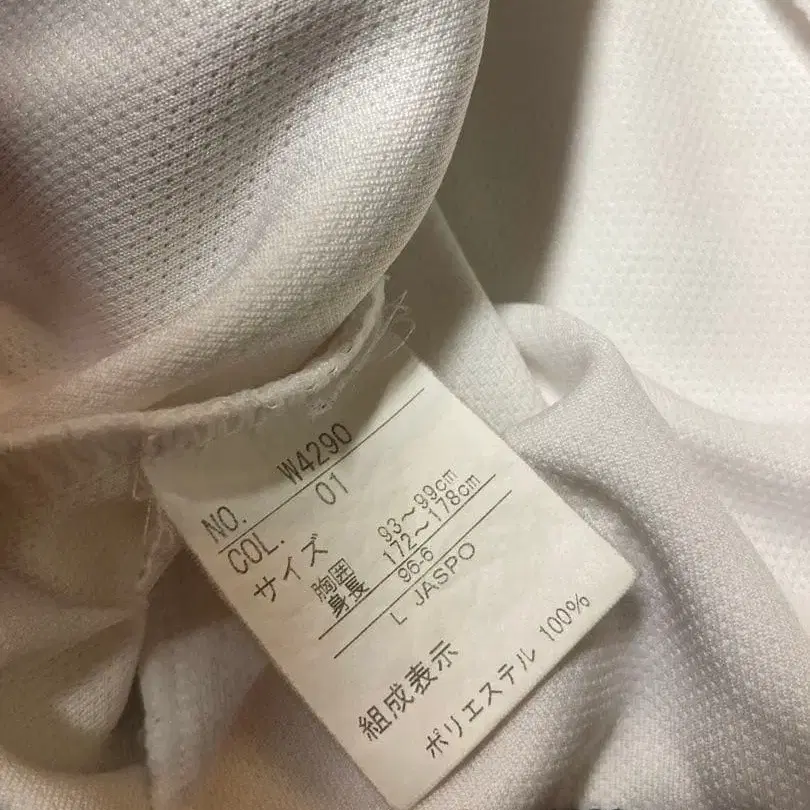 NO. W4290
COL. 01
サイズ
胸囲 93～99cm
身長 172～178cm
96-6
L JASPO
組成表示
ポリエステル 100%